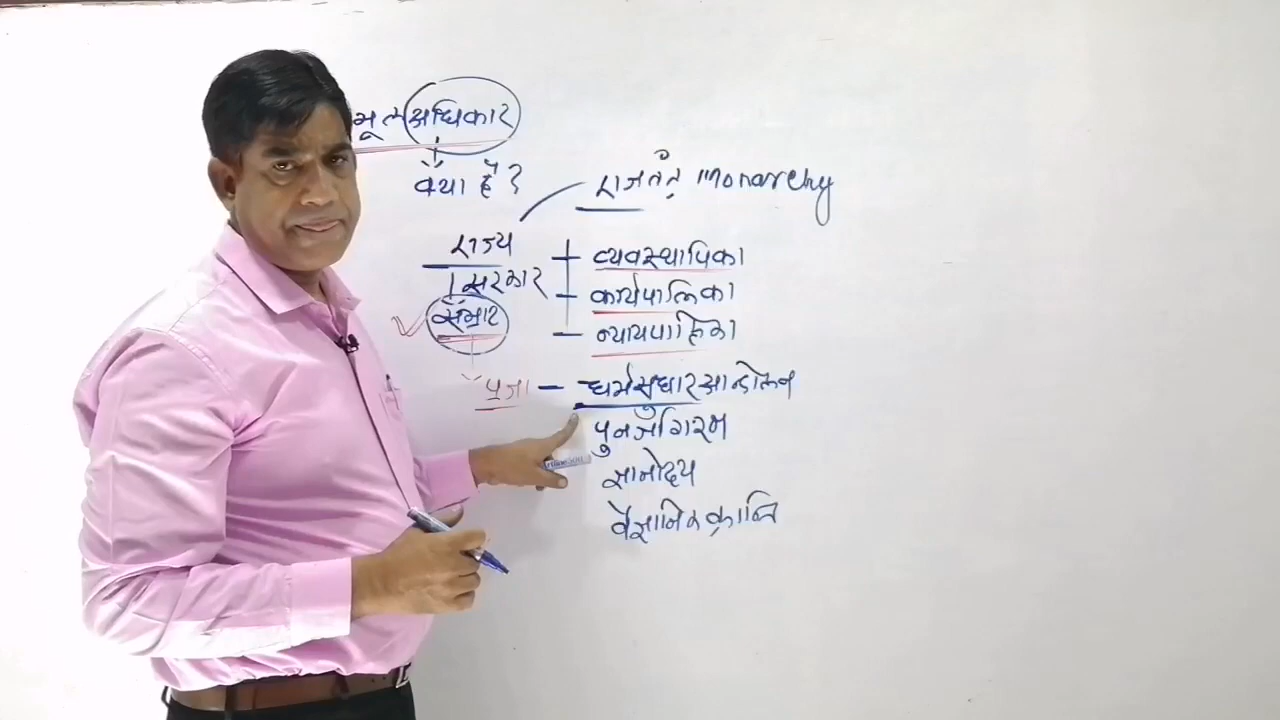 मूल अधिकार
क्या है ?
राजतंत्र Monarchy
राज्य
सरकार
सम्राट
व्यवस्थापिका
कार्यपालिका
न्यायपालिका
प्रजा – धर्मसुधार आन्दोलन
पुनर्जागरण
ज्ञानोदय
वैज्ञानिक क्रान्ति